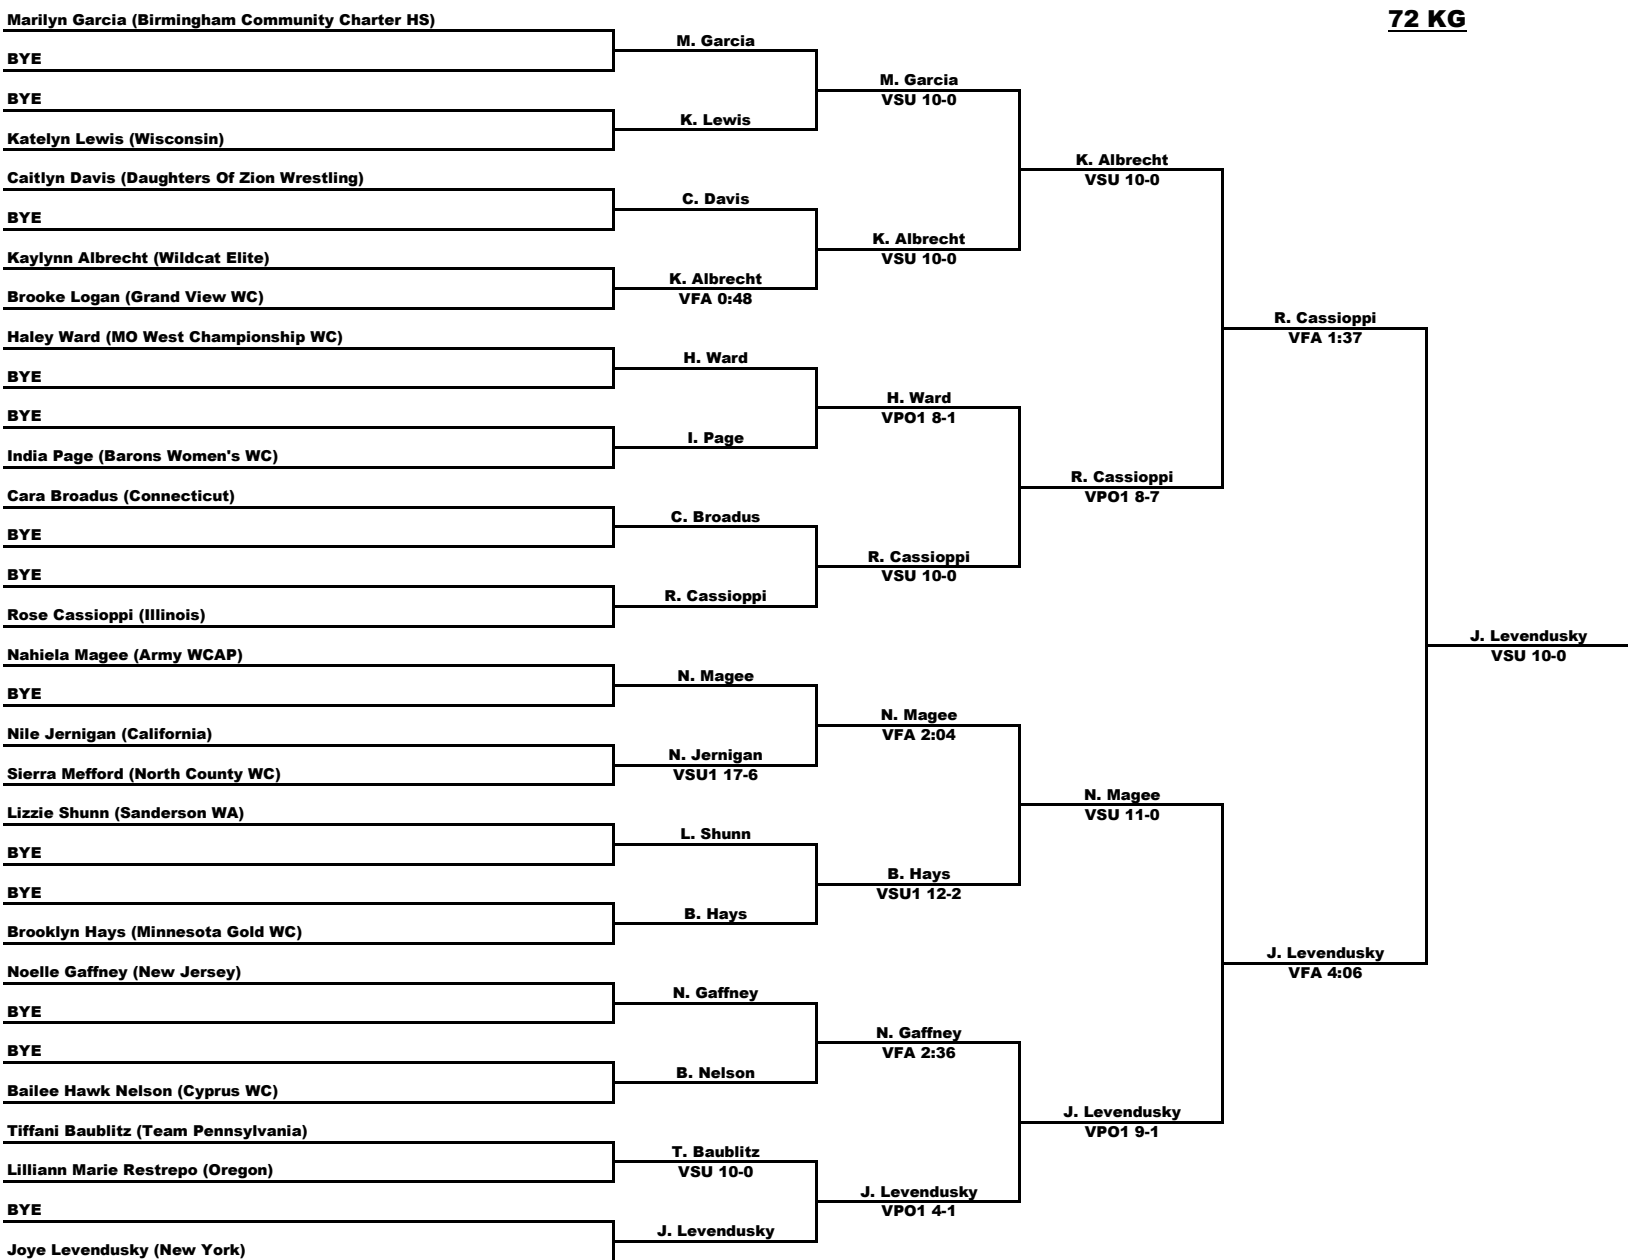 72 KG
Marilyn Garcia (Birmingham Community Charter HS)
BYE
BYE
Katelyn Lewis (Wisconsin)
Caitlyn Davis (Daughters Of Zion Wrestling)
BYE
Kaylynn Albrecht (Wildcat Elite)
Brooke Logan (Grand View WC)
Haley Ward (MO West Championship WC)
BYE
BYE
India Page (Barons Women's WC)
Cara Broadus (Connecticut)
BYE
BYE
Rose Cassioppi (Illinois)
Nahiela Magee (Army WCAP)
BYE
Nile Jernigan (California)
Sierra Mefford (North County WC)
Lizzie Shunn (Sanderson WA)
BYE
BYE
Brooklyn Hays (Minnesota Gold WC)
Noelle Gaffney (New Jersey)
BYE
BYE
Bailee Hawk Nelson (Cyprus WC)
Tiffani Baublitz (Team Pennsylvania)
Lilliann Marie Restrepo (Oregon)
BYE
Joye Levendusky (New York)
M. Garcia
K. Lewis
C. Davis
K. Albrecht
VFA 0:48
H. Ward
I. Page
C. Broadus
R. Cassioppi
N. Magee
N. Jernigan
VSU1 17-6
L. Shunn
B. Hays
N. Gaffney
B. Nelson
T. Baublitz
VSU 10-0
J. Levendusky
M. Garcia
VSU 10-0
K. Albrecht
VSU 10-0
H. Ward
VPO1 8-1
R. Cassioppi
VSU 10-0
N. Magee
VFA 2:04
B. Hays
VSU1 12-2
N. Gaffney
VFA 2:36
J. Levendusky
VPO1 4-1
K. Albrecht
VSU 10-0
R. Cassioppi
VPO1 8-7
N. Magee
VSU 11-0
J. Levendusky
VPO1 9-1
R. Cassioppi
VFA 1:37
J. Levendusky
VFA 4:06
J. Levendusky
VSU 10-0